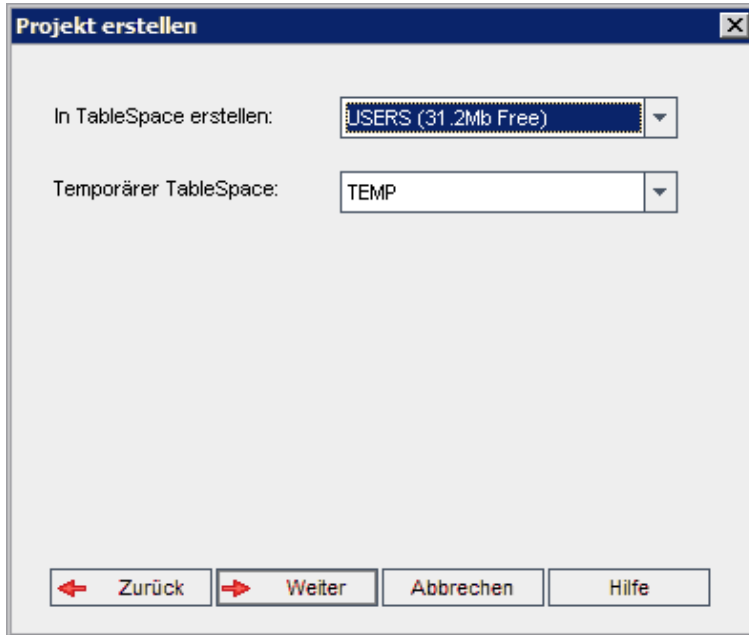 Projekt erstellen
In TableSpace erstellen: USERS (31.2Mb Free)
Temporärer TableSpace: TEMP
Zurück Weiter Abbrechen Hilfe